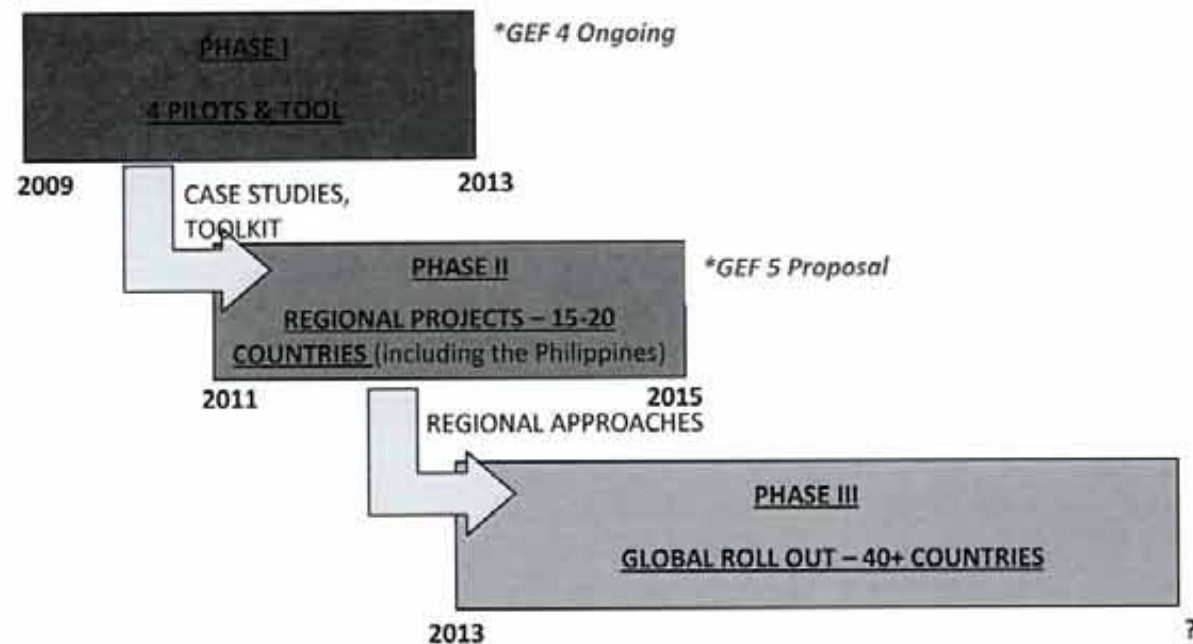 PHASE I
*GEF 4 Ongoing
4 PILOTS & TOOL
2009
2013
CASE STUDIES,
TOOLKIT
PHASE II
*GEF 5 Proposal
REGIONAL PROJECTS – 15-20
COUNTRIES (including the Philippines)
2011
2015
REGIONAL APPROACHES
PHASE III
GLOBAL ROLL OUT – 40+ COUNTRIES
2013
?